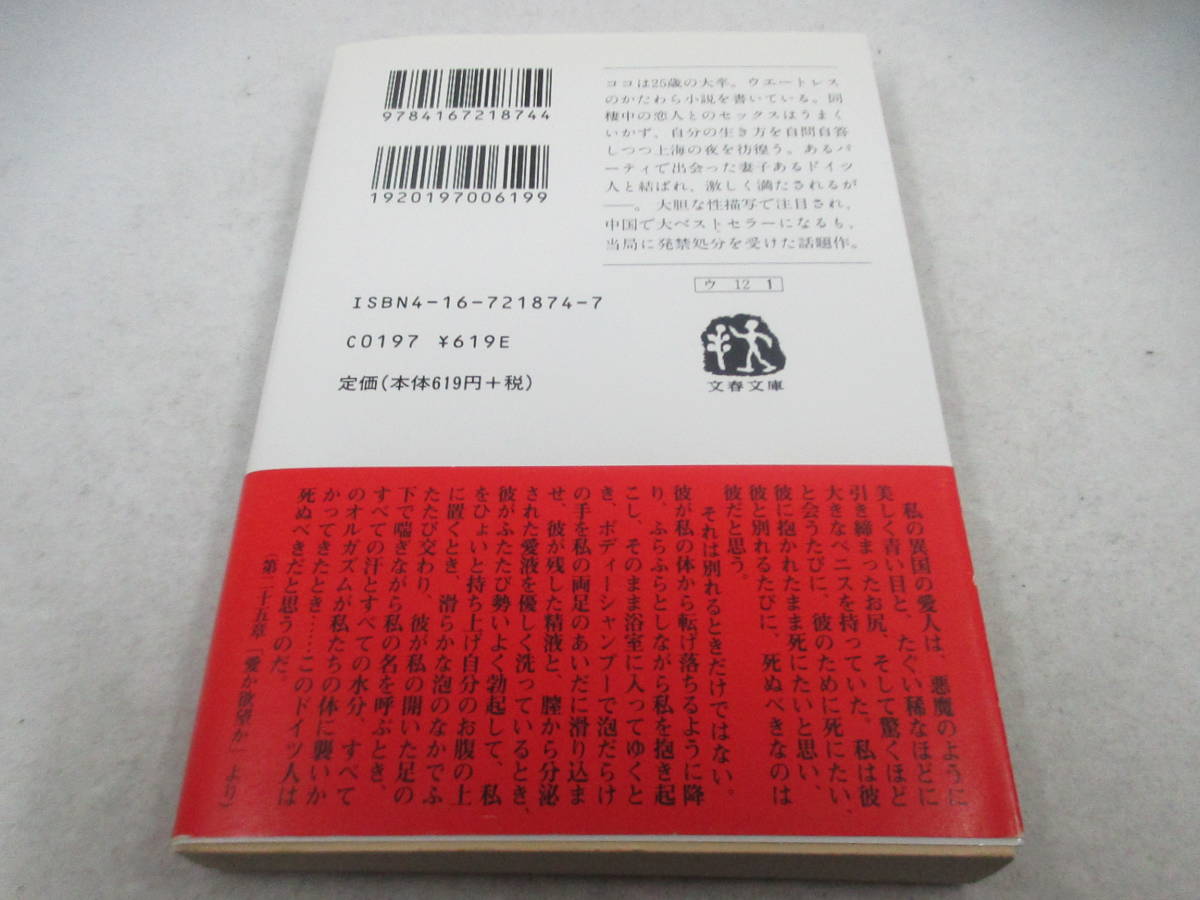 9784167218744
1920197006199
ISBN4-16-721874-7
C0197 ¥619E
定価(本体619円+税)
ココは25歳の大卒。ウエートレス
のかたわら小説を書いている。同
棲中の恋人とのセックスはうまく
いかず、自分の生き方を自問自答
しつつ上海の夜を彷徨う。あるパ
ーティで出会った妻子あるドイツ
人と結ばれ、激しく満たされるが
――。大胆な性描写で注目され、
中国で大ベストセラーになるも、
当局に発禁処分を受けた話題作。
ウ 12 1
文春文庫
私の異国の愛人は、悪魔のように
美しく青い目と、たぐい稀なほどに
引き締まったお尻、そして驚くほど
大きなペニスを持っていた。私は彼
と会うたびに、彼のために死にたい、
彼に抱かれたまま死にたいと思い、
彼と別れるたびに、死ぬべきなのは
彼だと思う。
それは別れるときだけではない。
彼が私の体から転げ落ちるように降
り、ふらふらとしながら私を抱き起
こし、そのまま浴室に入ってゆくと
き、ボディーシャンプーで泡だらけ
の手を私の両足のあいだに滑り込ま
せ、彼が残した精液と、膣から分泌
された愛液を優しく洗っているとき、
彼がふたたび勢いよく勃起して、私
をひょいと持ち上げ自分のお腹の上
に置くとき、滑らかな泡のなかでふ
たたび交わり、彼が私の開いた足の
下で喘ぎながら私の名を呼ぶとき、
すべての汗とすべての水分、すべて
のオルガズムが私たちの体に襲いか
かってきたとき……このドイツ人は
死ぬべきだと思うのだ。
(第二十五章「愛か欲望か」より)